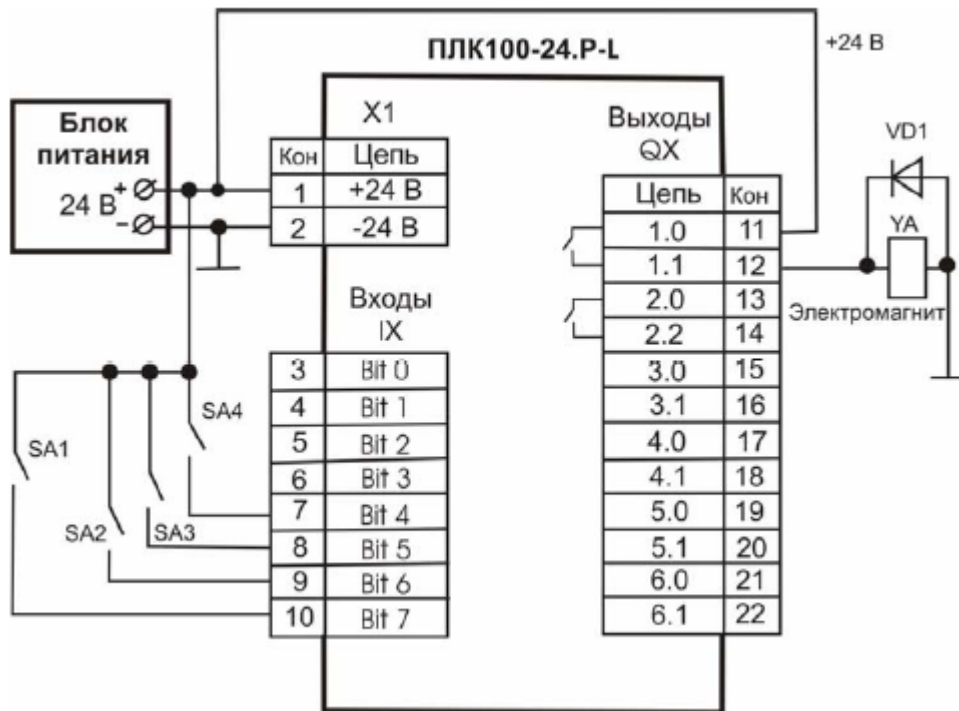 ПЛК100-24.P-L
+24 В
Блок
питания
24 В
+
−
X1
Кон Цепь
1 +24 В
2 -24 В
Входы
IX
3 Bit 0
4 Bit 1
5 Bit 2
6 Bit 3
7 Bit 4
8 Bit 5
9 Bit 6
10 Bit 7
SA1
SA2
SA3
SA4
Выходы
QX
Цепь Кон
1.0 11
1.1 12
2.0 13
2.2 14
3.0 15
3.1 16
4.0 17
4.1 18
5.0 19
5.1 20
6.0 21
6.1 22
VD1
YA
Электромагнит